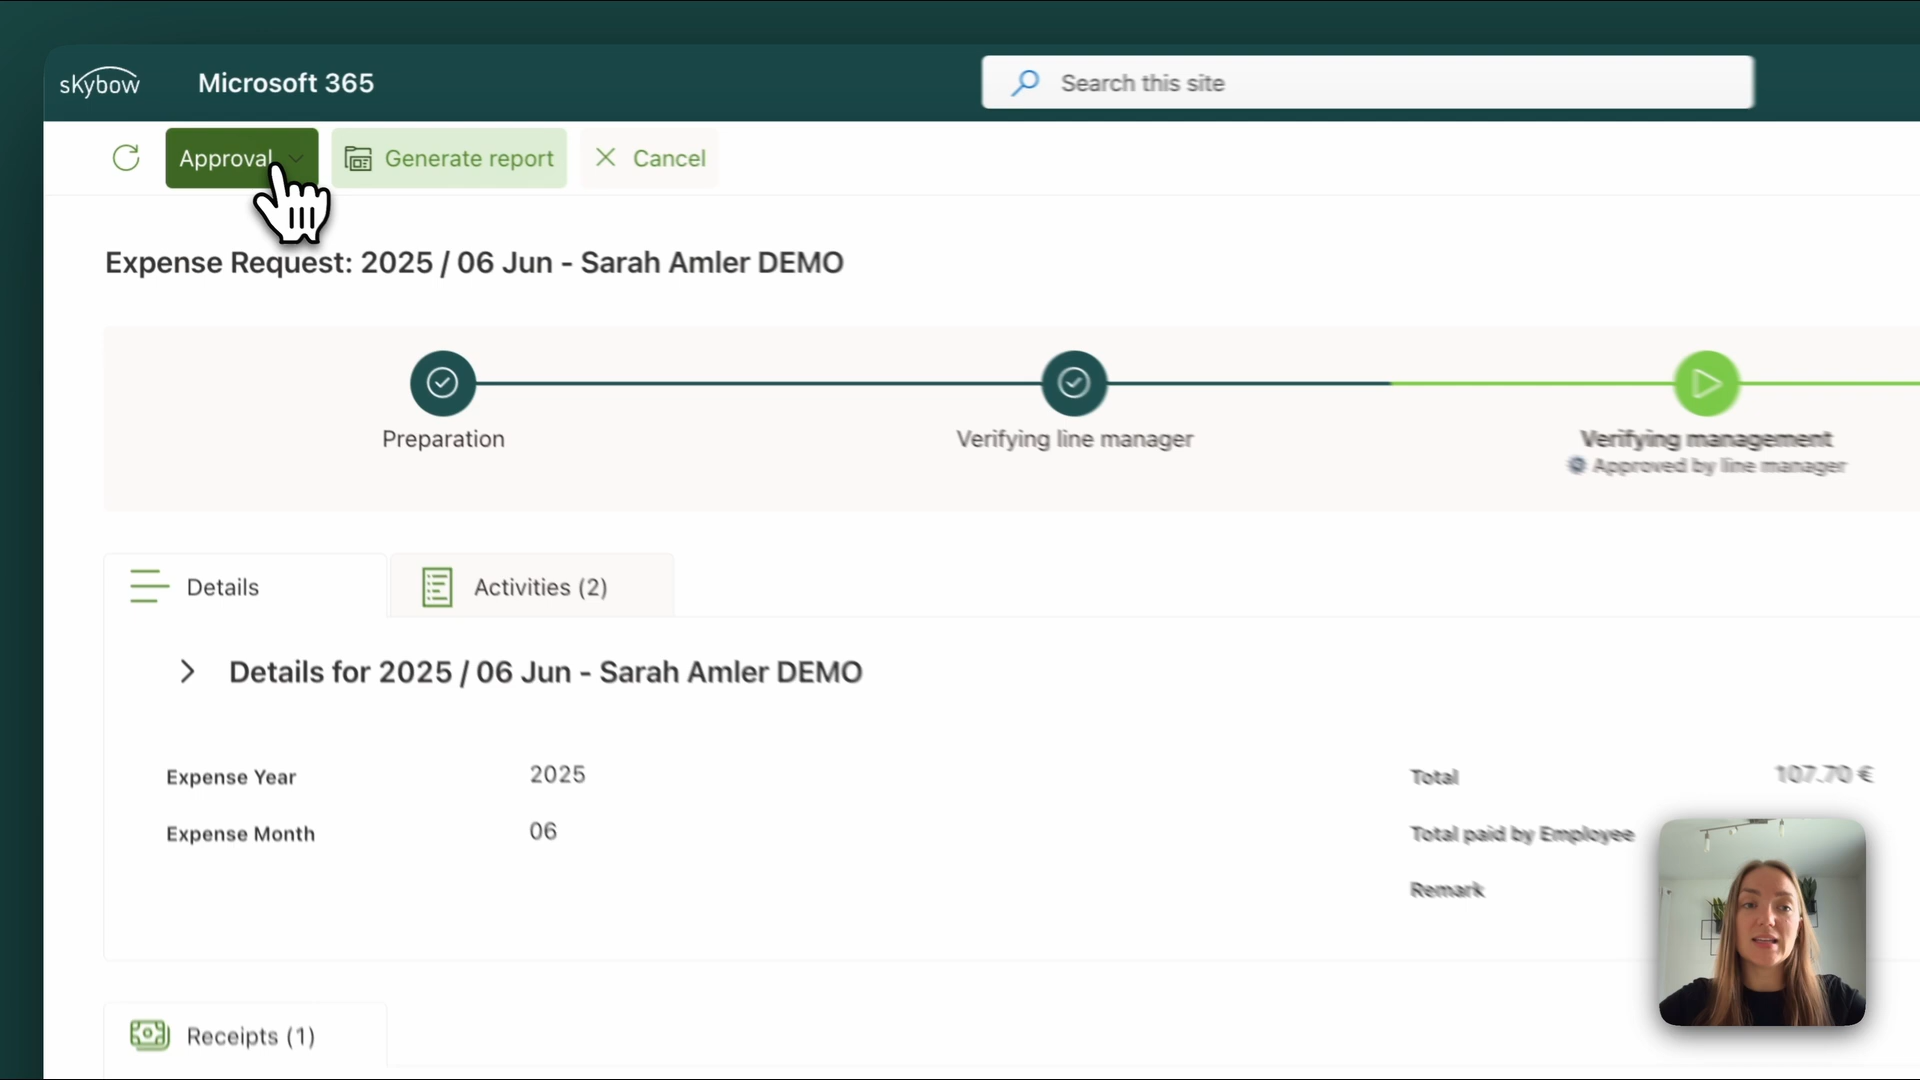 skybow
Microsoft 365
Search this site
Approval
Generate report
Cancel
Expense Request: 2025 / 06 Jun - Sarah Amler DEMO
Preparation
Verifying line manager
Verifying management
Approved by line manager
Details
Activities (2)
Details for 2025 / 06 Jun - Sarah Amler DEMO
Expense Year 2025
Total 107.70 €
Expense Month 06
Total paid by Employee
Remark
Receipts (1)